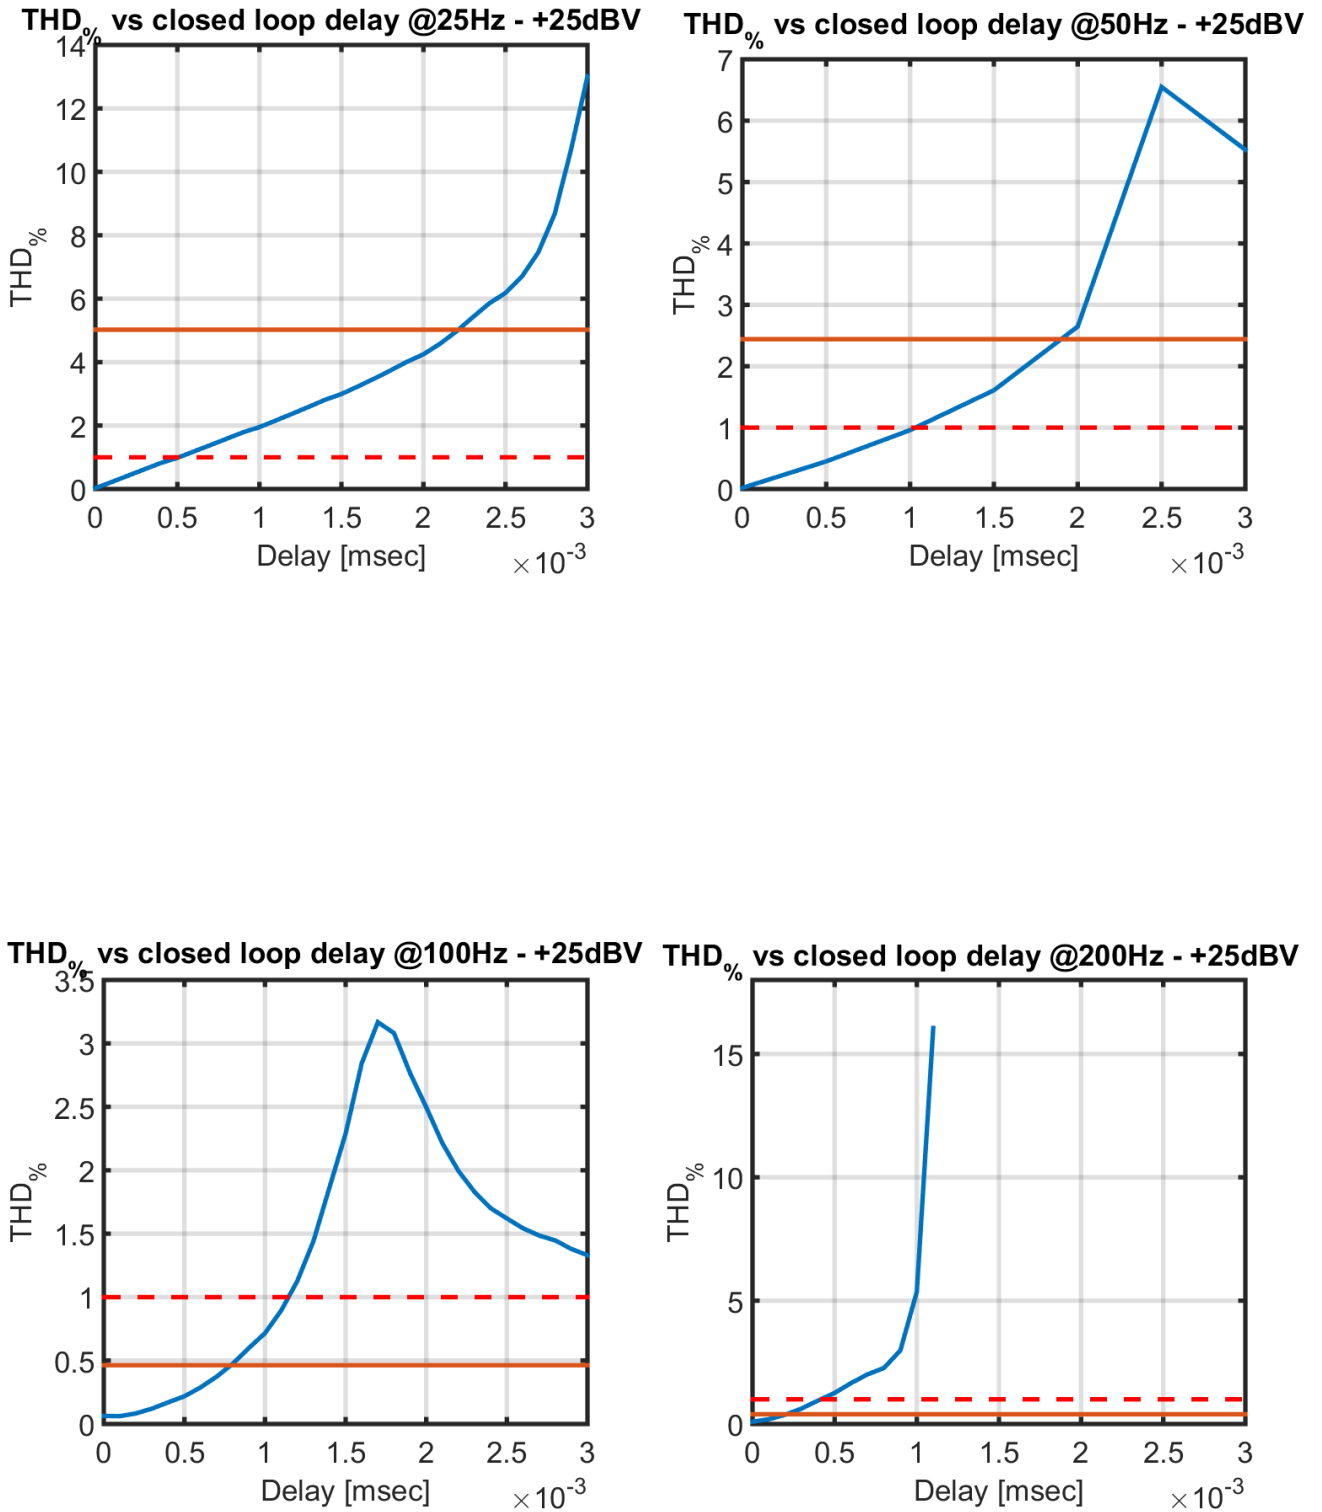 THD% vs closed loop delay @25Hz - +25dBV
14
12
10
8
6
4
2
0
THD%
0 0.5 1 1.5 2 2.5 3
Delay [msec]
×10-3
THD% vs closed loop delay @50Hz - +25dBV
7
6
5
4
3
2
1
0
THD%
0 0.5 1 1.5 2 2.5 3
Delay [msec]
×10-3
THD% vs closed loop delay @100Hz - +25dBV
3.5
3
2.5
2
1.5
1
0.5
0
THD%
0 0.5 1 1.5 2 2.5 3
Delay [msec]
×10-3
THD% vs closed loop delay @200Hz - +25dBV
15
10
5
0
THD%
0 0.5 1 1.5 2 2.5 3
Delay [msec]
×10-3